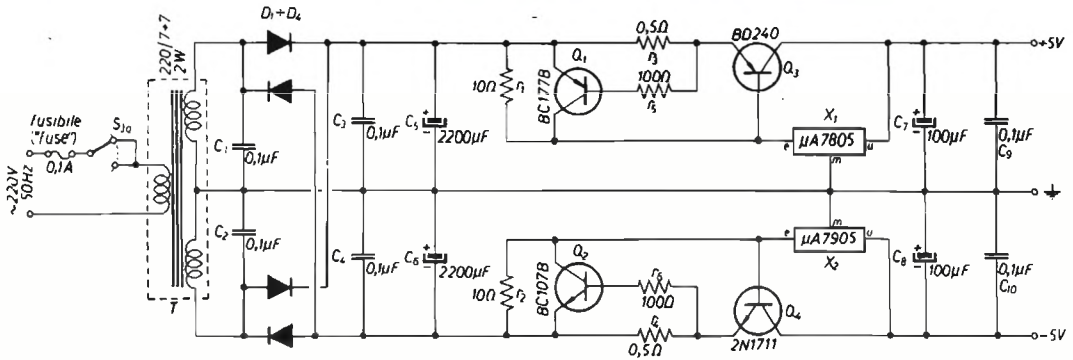 D₁÷D₄
220/7+7
2W
fusibile
("fuse")
0,1A
S1a
~220V
50Hz
T
C₁
0,1µF
C₂
0,1µF
C₃
0,1µF
C₄
0,1µF
C₅
+
−
2200µF
C₆
+
−
2200µF
10Ω
r₁
Q₁
BC177B
0,5Ω
r₃
100Ω
r₅
BD240
Q₃
X₁
µA7805
e
u
m
C₇
+
−
100µF
0,1µF
C₉
+5V
10Ω
r₂
Q₂
BC107B
r₆
100Ω
r₄
0,5Ω
Q₄
2N1711
m
e
u
µA7905
X₂
C₈
+
−
100µF
0,1µF
C₁₀
−5V